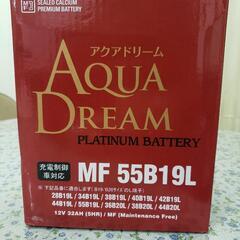 SEALED CALCIUM
PREMIUM BATTERY
アクアドリーム
AQUA
DREAM
PLATINUM BATTERY
充電制御
車対応
MF 55B19L
28B19L / 34B19L / 38B19L / 40B19L / 42B19L
44B19L / 55B19L / 36B20L / 38B20L / 44B20L
12V 32AH (5HR) / MF (Maintenance Free)